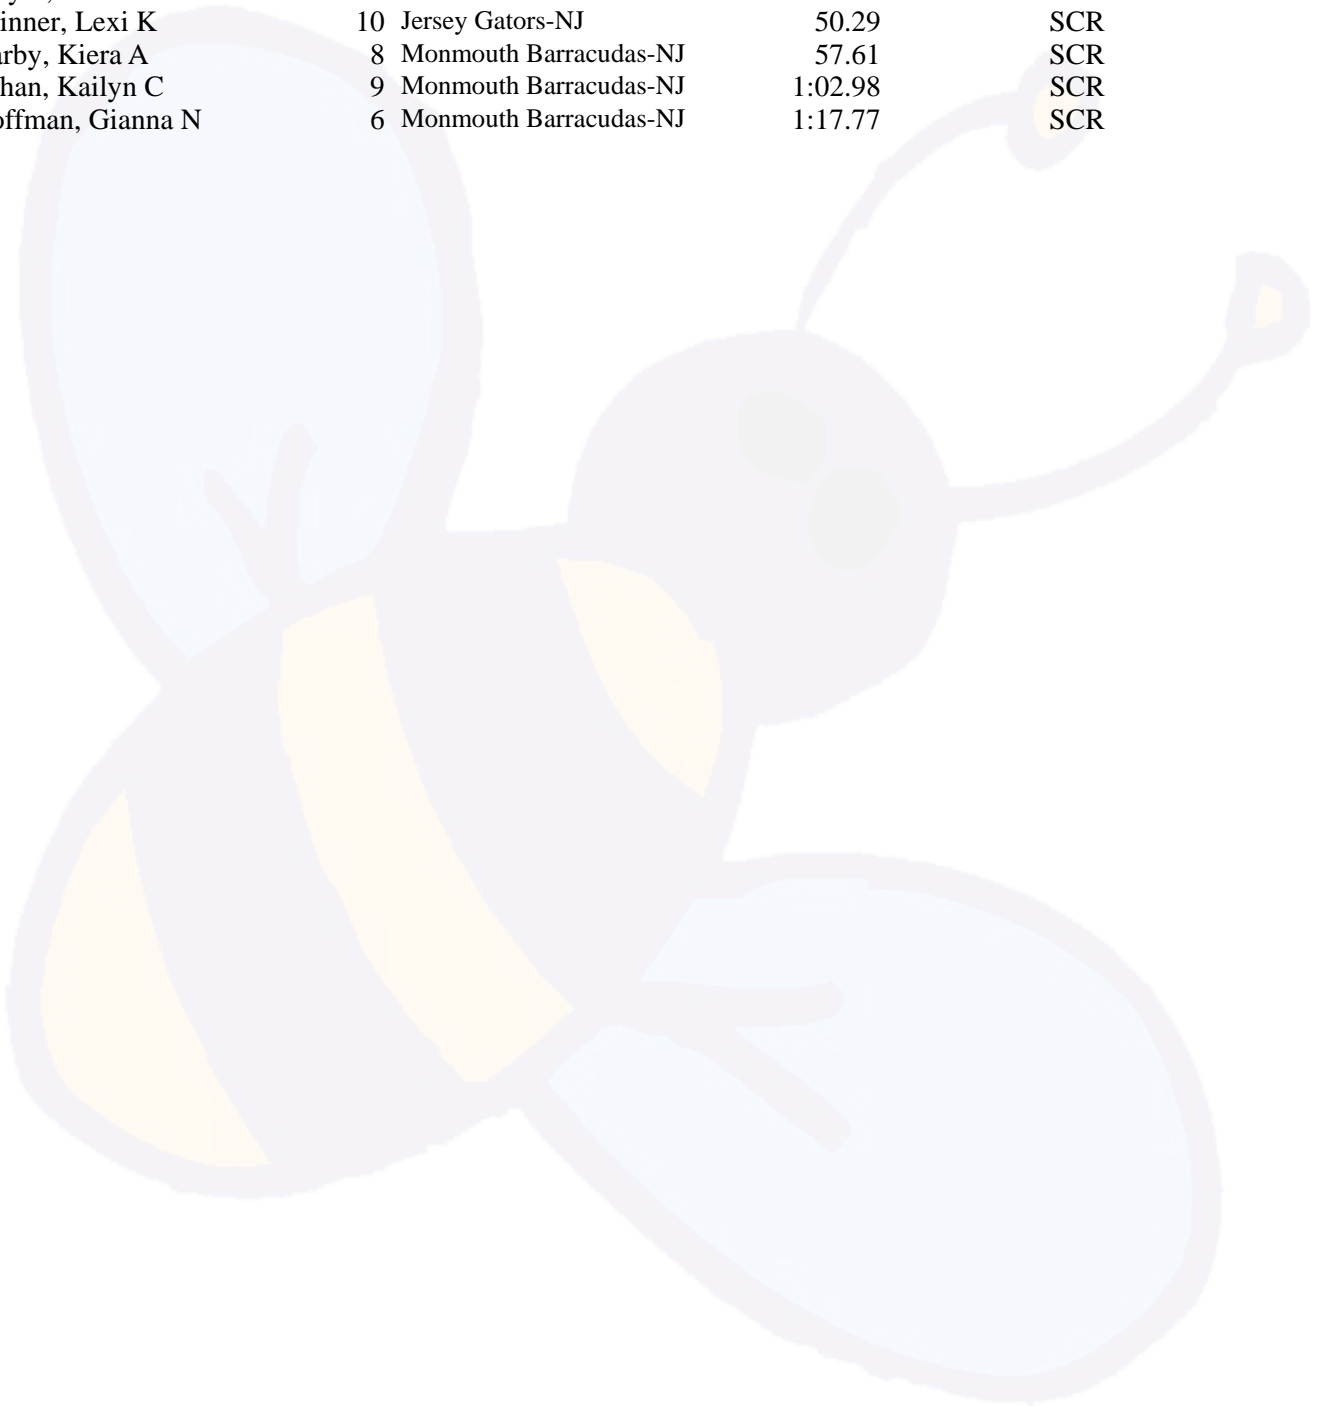 inner, Lexi K 10 Jersey Gators-NJ 50.29 SCR
arby, Kiera A 8 Monmouth Barracudas-NJ 57.61 SCR
han, Kailyn C 9 Monmouth Barracudas-NJ 1:02.98 SCR
offman, Gianna N 6 Monmouth Barracudas-NJ 1:17.77 SCR